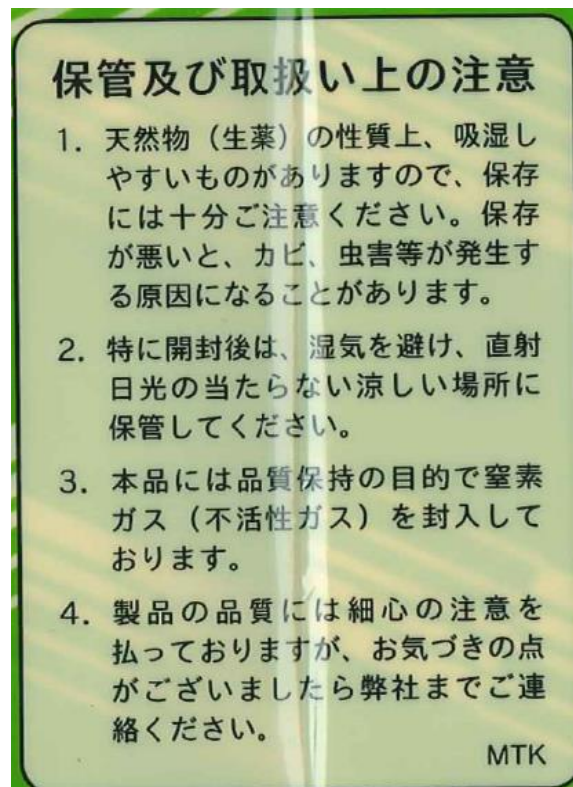 保管及び取扱い上の注意
1. 天然物（生薬）の性質上、吸湿し
やすいものがありますので、保存
には十分ご注意ください。保存
が悪いと、カビ、虫害等が発生す
る原因になることがあります。
2. 特に開封後は、湿気を避け、直射
日光の当たらない涼しい場所に
保管してください。
3. 本品には品質保持の目的で窒素
ガス（不活性ガス）を封入して
おります。
4. 製品の品質には細心の注意を
払っておりますが、お気づきの点
がございましたら弊社までご連
絡ください。
MTK